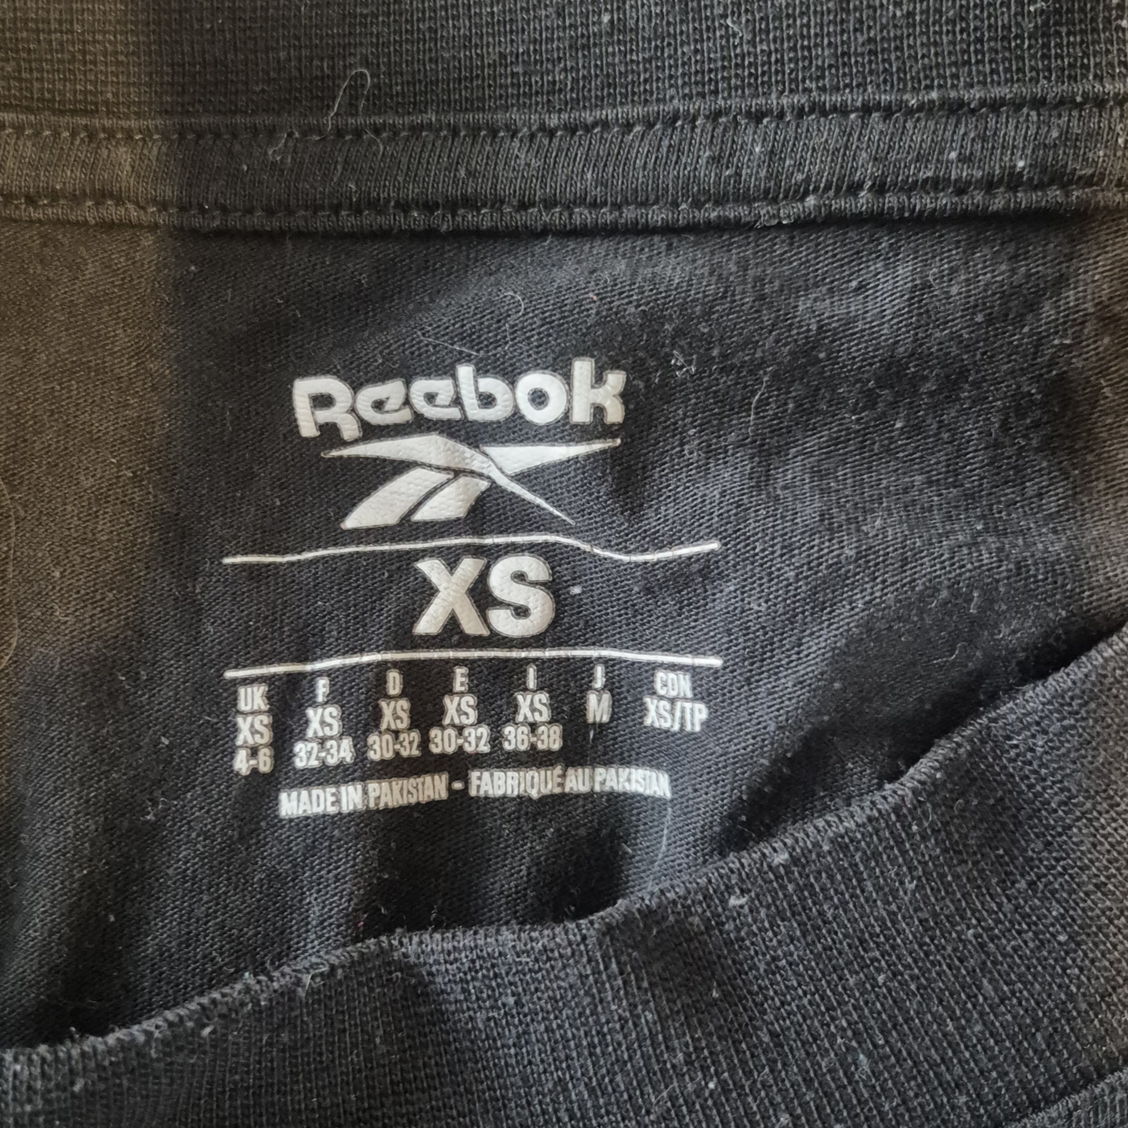 Reebok
XS
UK F D E I J CDN
XS XS XS XS XS M XS/TP
4-6 32-34 30-32 30-32 36-38
MADE IN PAKISTAN - FABRIQUÉ AU PAKISTAN